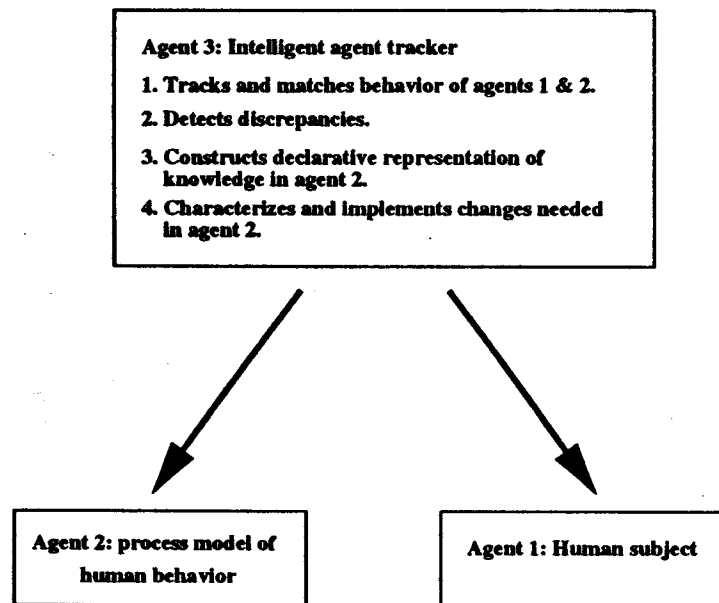 Agent 3: Intelligent agent tracker
1. Tracks and matches behavior of agents 1 & 2.
2. Detects discrepancies.
3. Constructs declarative representation of
knowledge in agent 2.
4. Characterizes and implements changes needed
in agent 2.
Agent 2: process model of
human behavior
Agent 1: Human subject